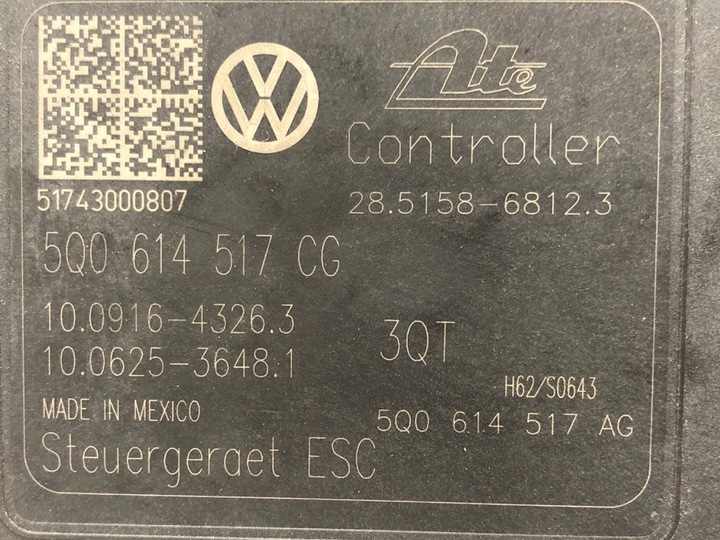 Ate
Controller
51743000807
28.5158-6812.3
5Q0 614 517 CG
10.0916-4326.3
10.0625-3648.1
3QT
H62/S0643
MADE IN MEXICO
5Q0 614 517 AG
Steuergeraet ESC